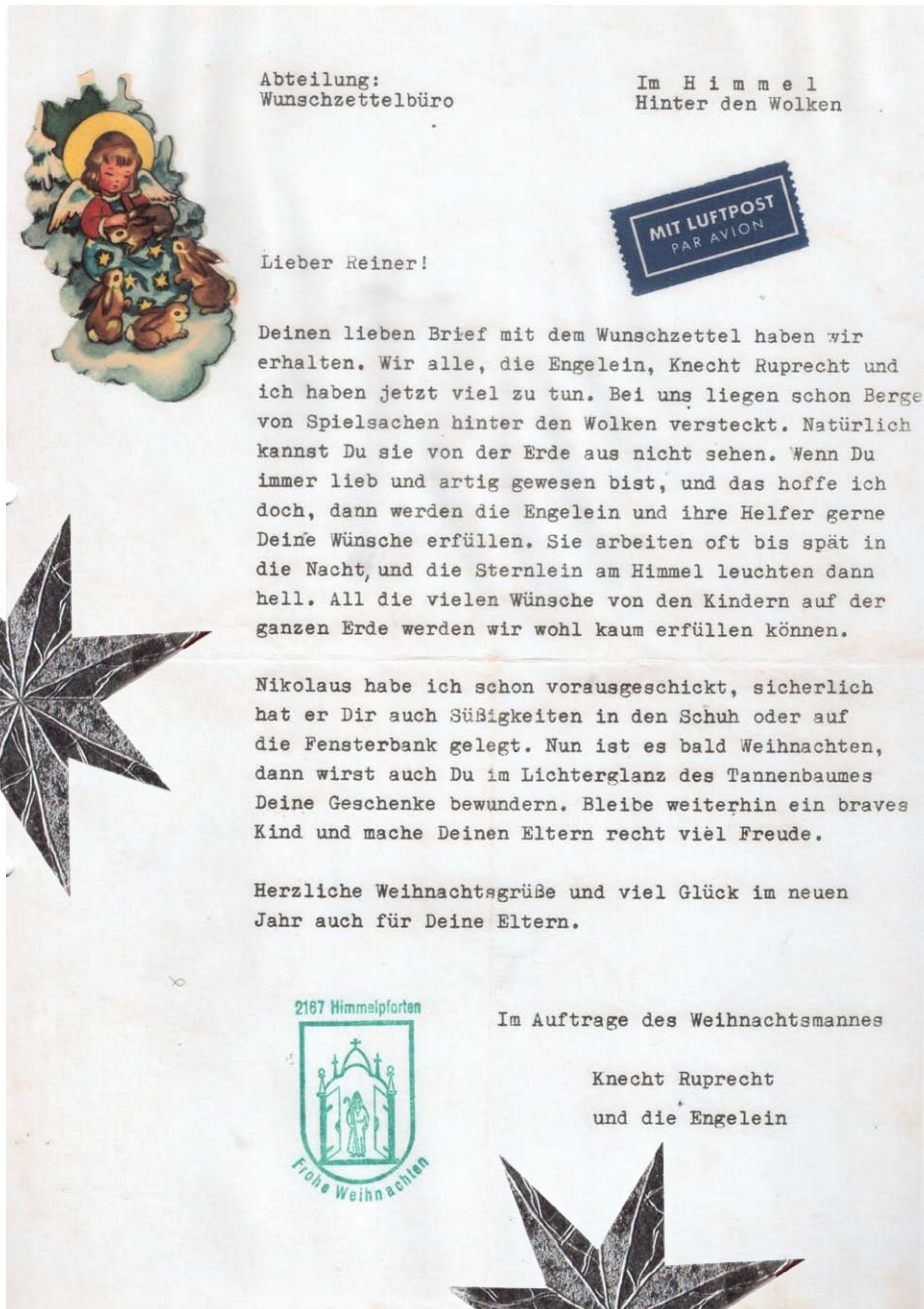 Abteilung:
Wunschzettelbüro
Im H i m m e l
Hinter den Wolken
MIT LUFTPOST
PAR AVION
Lieber Reiner!
Deinen lieben Brief mit dem Wunschzettel haben wir
erhalten. Wir alle, die Engelein, Knecht Ruprecht und
ich haben jetzt viel zu tun. Bei uns liegen schon Berge
von Spielsachen hinter den Wolken versteckt. Natürlich
kannst Du sie von der Erde aus nicht sehen. Wenn Du
immer lieb und artig gewesen bist, und das hoffe ich
doch, dann werden die Engelein und ihre Helfer gerne
Deine Wünsche erfüllen. Sie arbeiten oft bis spät in
die Nacht, und die Sternlein am Himmel leuchten dann
hell. All die vielen Wünsche von den Kindern auf der
ganzen Erde werden wir wohl kaum erfüllen können.
Nikolaus habe ich schon vorausgeschickt, sicherlich
hat er Dir auch Süßigkeiten in den Schuh oder auf
die Fensterbank gelegt. Nun ist es bald Weihnachten,
dann wirst auch Du im Lichterglanz des Tannenbaumes
Deine Geschenke bewundern. Bleibe weiterhin ein braves
Kind und mache Deinen Eltern recht viel Freude.
Herzliche Weihnachtsgrüße und viel Glück im neuen
Jahr auch für Deine Eltern.
2167 Himmelpforten
Frohe Weihnachten
Im Auftrage des Weihnachtsmannes
Knecht Ruprecht
und die Engelein